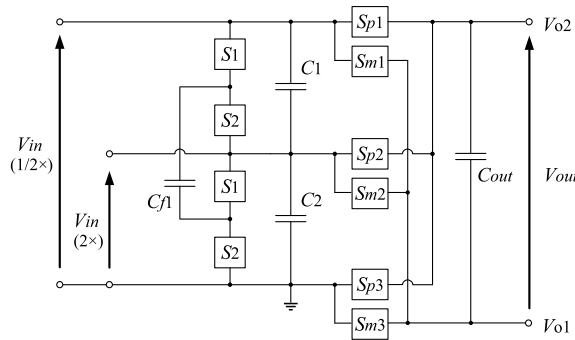 Sp1
Vo2
S1
C1
Sm1
Vin
(1/2×)
S2
Sp2
Cout
Vout
S1
Cf1
Sm2
Vin
(2×)
C2
S2
Sp3
Sm3
Vo1